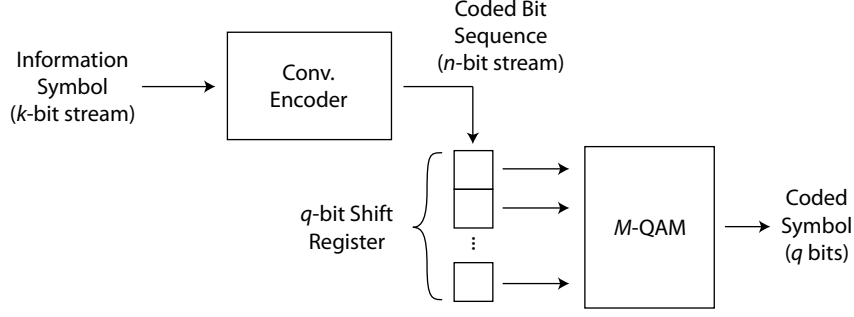 Information
Symbol
(k-bit stream)
Conv.
Encoder
Coded Bit
Sequence
(n-bit stream)
q-bit Shift
Register
...
M-QAM
Coded
Symbol
(q bits)